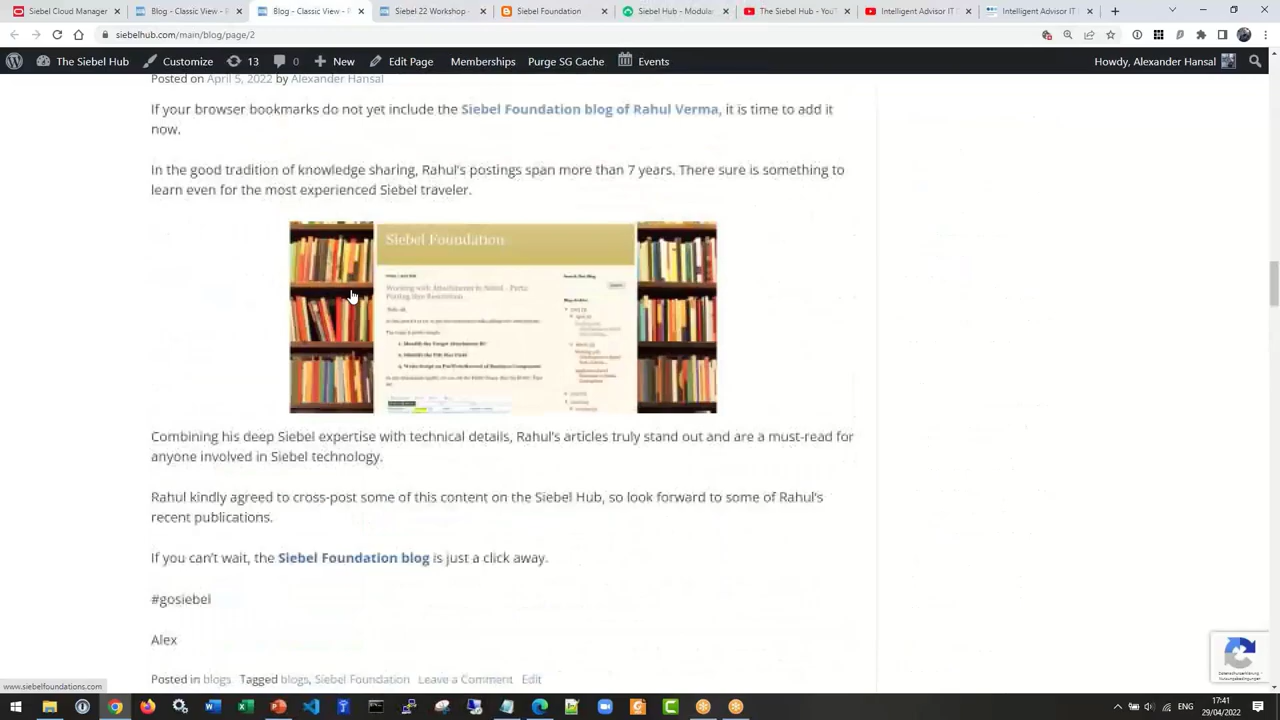 Siebel Cloud Manager
Blog - Classic View - P
Blog - Classic View - P
Siebel 22 Workshop -
Siebel Foundation
Siebel Hub - Modular
The Siebel Hub - YouT
Intelligent Advisor IT
Intelligent Advisor IT
siebelhub.com/main/blog/page/2
The Siebel Hub
Customize
13
0
New
Edit Page
Memberships
Purge SG Cache
Events
Howdy, Alexander Hansal
Posted on April 5, 2022 by Alexander Hansal
If your browser bookmarks do not yet include the Siebel Foundation blog of Rahul Verma, it is time to add it
now.
In the good tradition of knowledge sharing, Rahul's postings span more than 7 years. There sure is something to
learn even for the most experienced Siebel traveler.
Siebel Foundation
Combining his deep Siebel expertise with technical details, Rahul's articles truly stand out and are a must-read for
anyone involved in Siebel technology.
Rahul kindly agreed to cross-post some of this content on the Siebel Hub, so look forward to some of Rahul's
recent publications.
If you can't wait, the Siebel Foundation blog is just a click away.
#gosiebel
Alex
Posted in blogs Tagged blogs, Siebel Foundation Leave a Comment Edit
www.siebelfoundations.com
ENG
17:41
29/04/2022